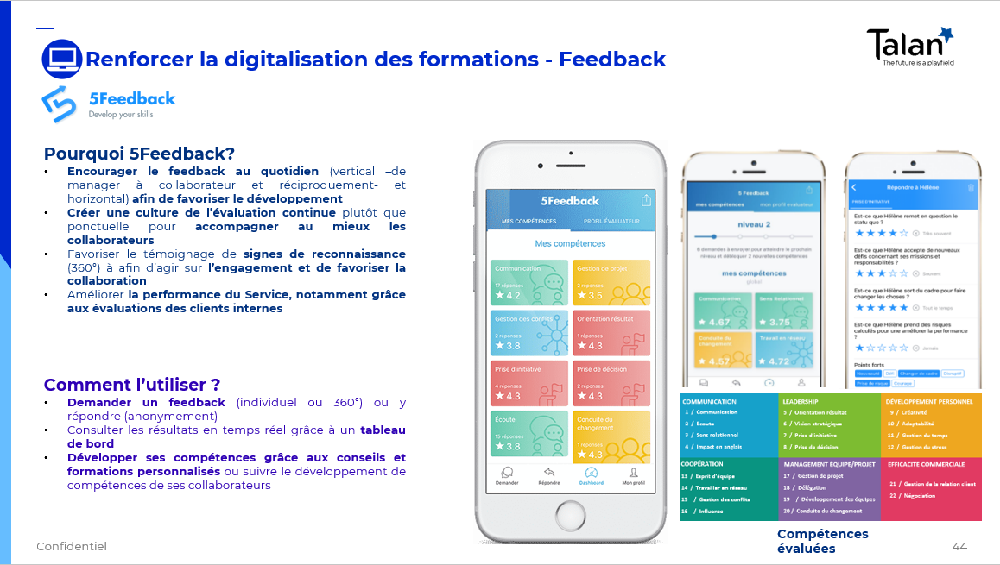 Renforcer la digitalisation des formations - Feedback
Talan
The future is a playfield
5Feedback
Develop your skills
Pourquoi 5Feedback?
• Encourager le feedback au quotidien (vertical –de
manager à collaborateur et réciproquement- et
horizontal) afin de favoriser le développement
• Créer une culture de l’évaluation continue plutôt que
ponctuelle pour accompagner au mieux les
collaborateurs
• Favoriser le témoignage de signes de reconnaissance
(360°) à afin d’agir sur l’engagement et de favoriser la
collaboration
• Améliorer la performance du Service, notamment grâce
aux évaluations des clients internes
Comment l’utiliser ?
• Demander un feedback (individuel ou 360°) ou y
répondre (anonymement)
• Consulter les résultats en temps réel grâce à un tableau
de bord
• Développer ses compétences grâce aux conseils et
formations personnalisés ou suivre le développement de
compétences de ses collaborateurs
5Feedback
MES COMPÉTENCES PROFIL ÉVALUATEUR
Mes compétences
Communication
17 réponses
★ 4.2
Gestion de projet
2 réponses
★ 3.5
Gestion des conflits
2 réponses
★ 3.8
Orientation résultat
1 réponses
★ 4.3
Prise d'initiative
4 réponses
★ 4.3
Prise de décision
2 réponses
★ 4.3
Écoute
15 réponses
★ 3.8
Conduite du
changement
1 réponses
★ 4.3
Demander Répondre Dashboard Mon profil
5 Feedback
mes compétences mon profil evaluateur
niveau 2
8 demandes à envoyer pour atteindre le prochain
niveau et débloquer 2 nouvelles compétences
mes compétences
global
Communication
★ 4.67
Sens Relationnel
★ 3.75
Conduite du
changement
★ 4.57
Travail en réseau
★ 4.72
Répondre à Hélène
PRISE D'INITIATIVE
Est-ce que Hélène remet en question le
statu quo ?
★★★★☆ Très souvent
Est-ce que Hélène accepte de nouveaux
défis concernant ses missions et
responsabilités ?
★★★☆☆ Souvent
Est-ce que Hélène sort du cadre pour faire
changer les choses ?
★★★★★ Tout le temps
Est-ce que Hélène prend des risques
calculés pour une améliorer la performance
?
★☆☆☆☆ Jamais
Points forts
Nouveauté Défi Changer de cadre Disruptif
Prise de risque Courage
COMMUNICATION
1 / Communication
2 / Ecoute
3 / Sens relationnel
4 / Impact en anglais
LEADERSHIP
5 / Orientation résultat
6 / Vision stratégique
7 / Prise d'initiative
8 / Prise de décision
DÉVELOPPEMENT PERSONNEL
9 / Créativité
10 / Adaptabilité
11 / Gestion du temps
12 / Gestion du stress
COOPÉRATION
13 / Esprit d'équipe
14 / Travailler en réseau
15 / Gestion des conflits
16 / Influence
MANAGEMENT ÉQUIPE/PROJET
17 / Gestion de projet
18 / Délégation
19 / Développement des équipes
20 / Conduite du changement
EFFICACITE COMMERCIALE
21 / Gestion de la relation client
22 / Négociation
Compétences
évaluées
Confidentiel
44